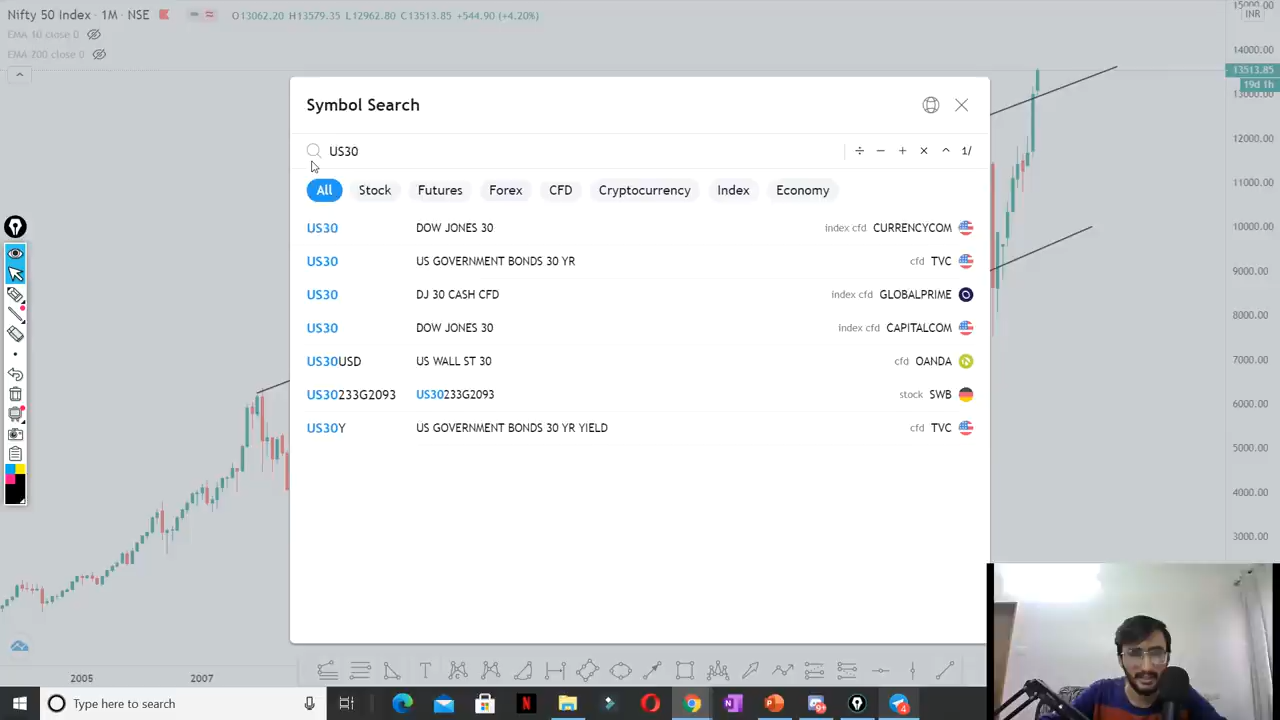 Nifty 50 Index · 1M · NSE O13062.20 H13579.35 L12962.80 C13513.85 +544.90 (+4.20%)
EMA 10 close 0
EMA 200 close 0
15000.00
INR
14000.00
13513.85
19d 1h
13000.00
12000.00
11000.00
10000.00
9000.00
8000.00
7000.00
6000.00
5000.00
4000.00
3000.00
Symbol Search
US30 ÷ − + × ^ 1/
All Stock Futures Forex CFD Cryptocurrency Index Economy
US30 DOW JONES 30 index cfd CURRENCYCOM
US30 US GOVERNMENT BONDS 30 YR cfd TVC
US30 DJ 30 CASH CFD index cfd GLOBALPRIME
US30 DOW JONES 30 index cfd CAPITALCOM
US30USD US WALL ST 30 cfd OANDA
US30233G2093 US30233G2093 stock SWB
US30Y US GOVERNMENT BONDS 30 YR YIELD cfd TVC
2005 2007
Type here to search